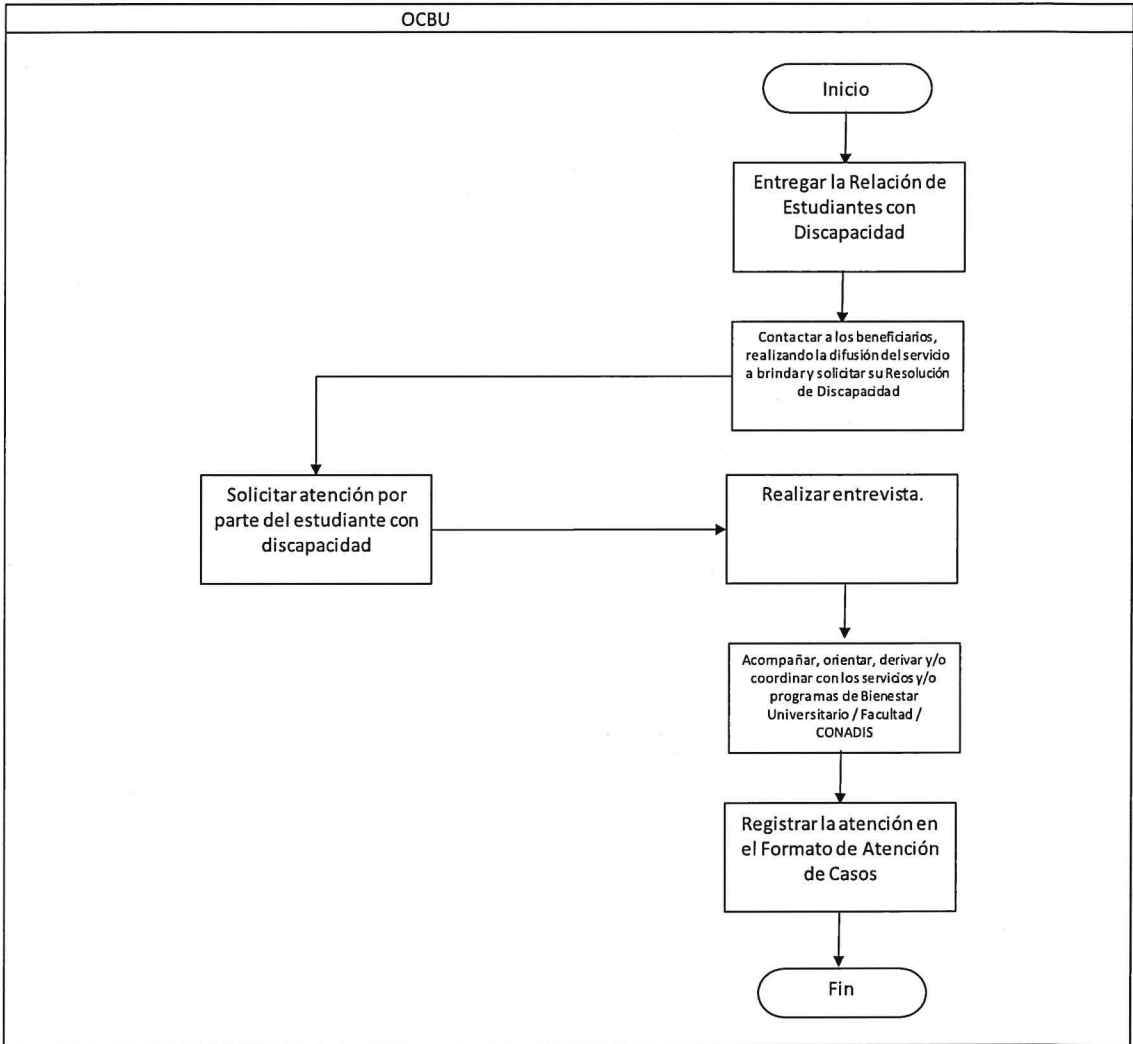 OCBU
Inicio
Entregar la Relación de
Estudiantes con
Discapacidad
Contactar a los beneficiarios,
realizando la difusión del servicio
a brindar y solicitar su Resolución
de Discapacidad
Solicitar atención por
parte del estudiante con
discapacidad
Realizar entrevista.
Acompañar, orientar, derivar y/o
coordinar con los servicios y/o
programas de Bienestar
Universitario / Facultad /
CONADIS
Registrar la atención en
el Formato de Atención
de Casos
Fin